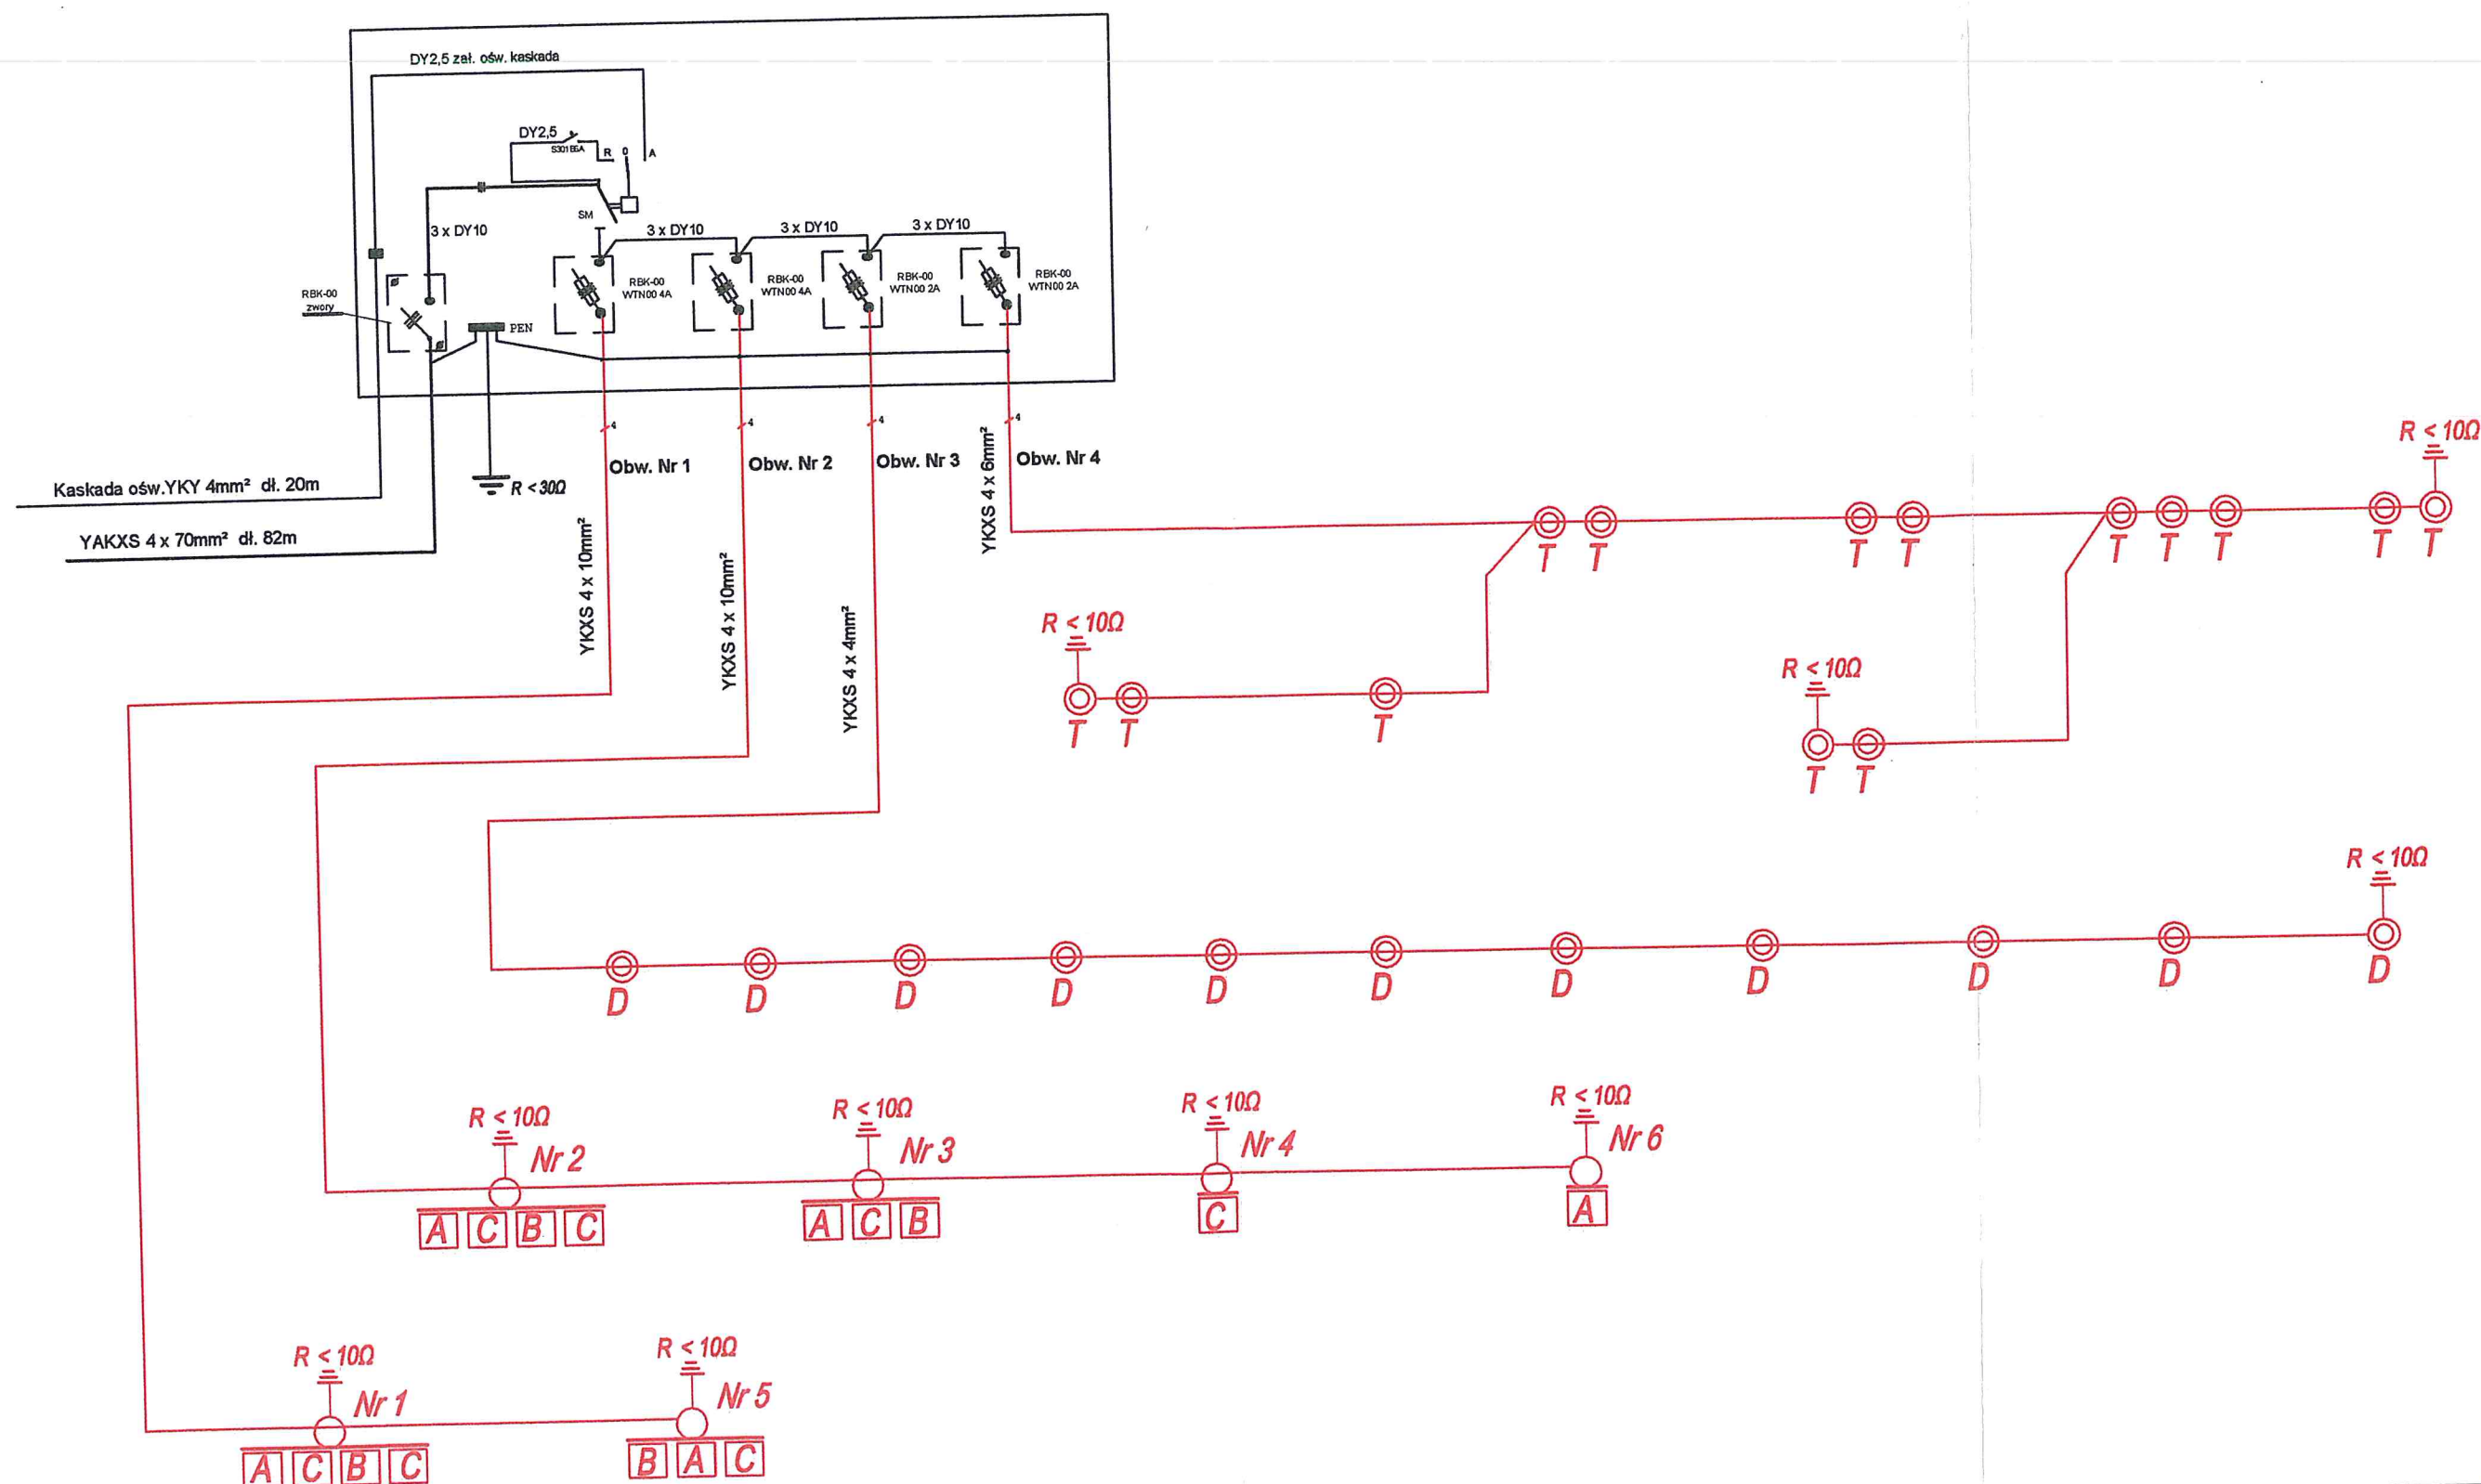 DY2,5 zał. ośw. kaskada
DY2,5
S301B6A
R 0 A
SM
3 x DY10
3 x DY10
3 x DY10
3 x DY10
RBK-00
zwory
PEN
RBK-00
WTN00 4A
RBK-00
WTN00 4A
RBK-00
WTN00 2A
RBK-00
WTN00 2A
4
4
4
4
Obw. Nr 1
Obw. Nr 2
Obw. Nr 3
Obw. Nr 4
Kaskada ośw.YKY 4mm² dł. 20m
R < 30Ω
YAKXS 4 x 70mm² dł. 82m
YKXS 4 x 10mm²
YKXS 4 x 10mm²
YKXS 4 x 4mm²
YKXS 4 x 6mm²
R < 10Ω
T T T T T T T T T
R < 10Ω
T T T
R < 10Ω
T T
R < 10Ω
D D D D D D D D D D D
R < 10Ω
Nr 2
A C B C
R < 10Ω
Nr 3
A C B
R < 10Ω
Nr 4
C
R < 10Ω
Nr 6
A
R < 10Ω
Nr 1
A C B C
R < 10Ω
Nr 5
B A C